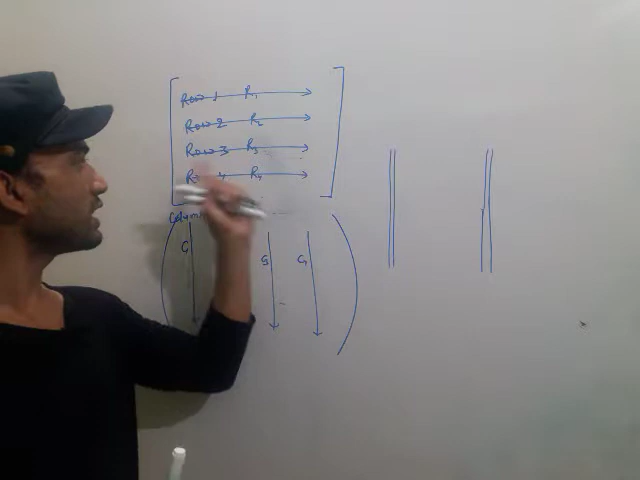 Row 1 R1
Row 2 R2
Row 3 R3
Row 4 R4
Column
C1 C3 C4